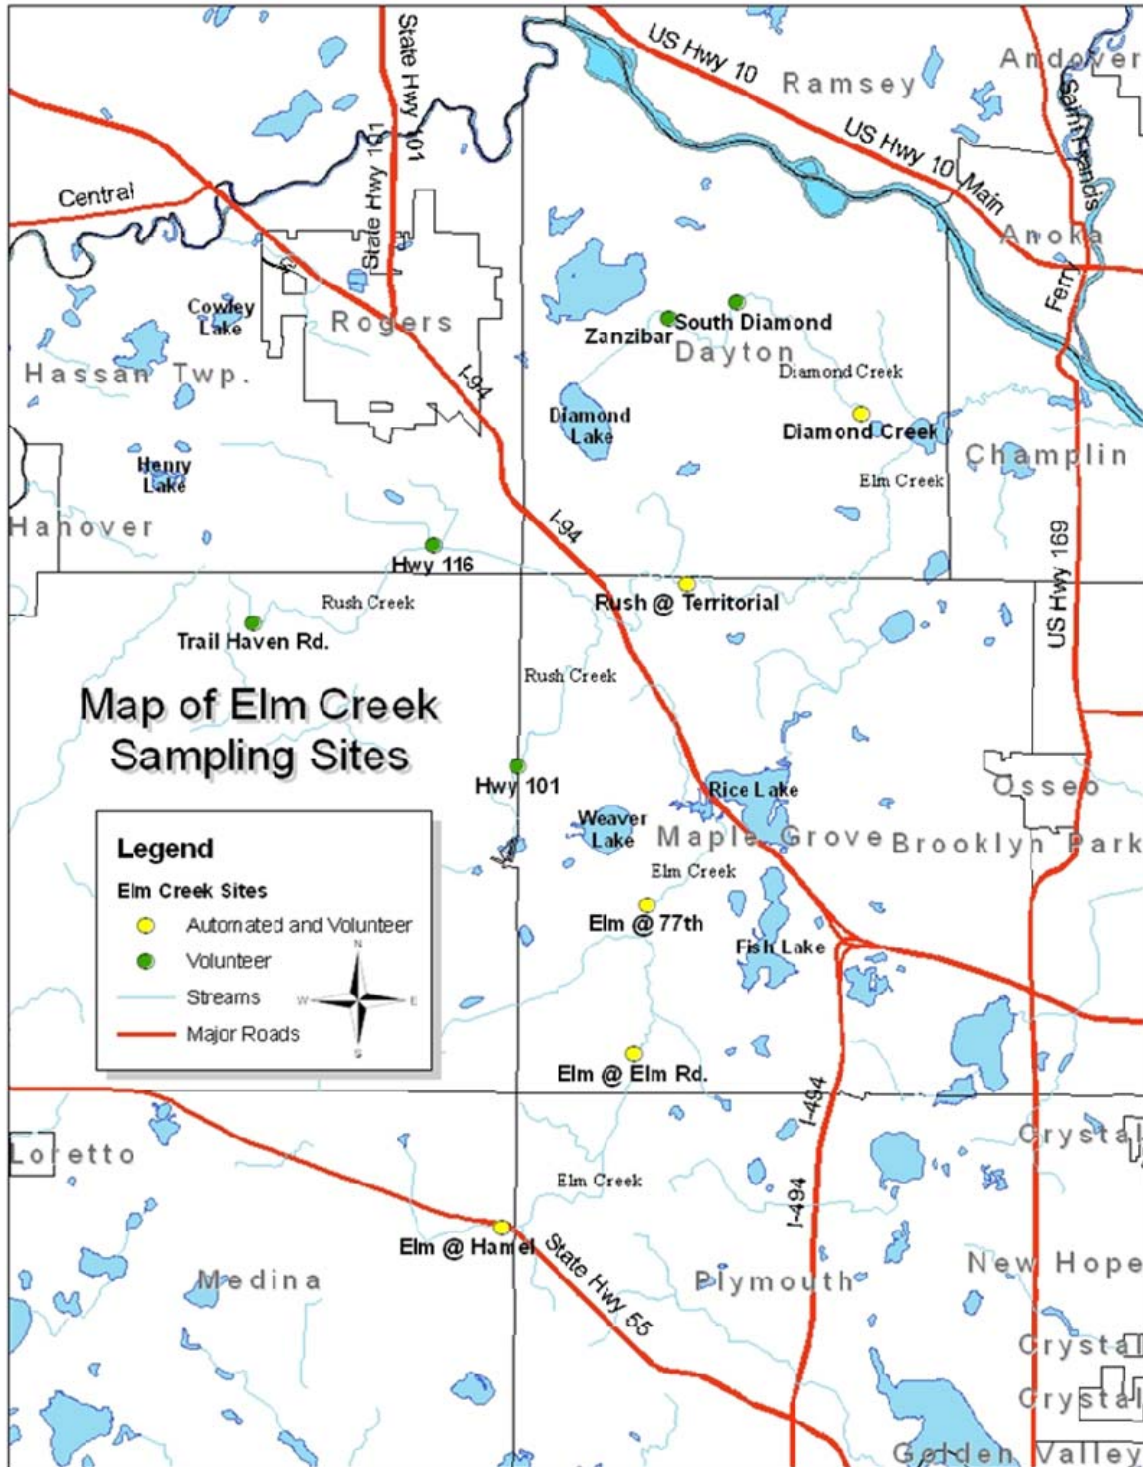 State Hwy 101
US Hwy 10
Andover
Ramsey
Saint Francis
State Hwy 101
US Hwy 10
Central
Main
Anoka
Ferry
Cowley
Lake
Rogers
Zanzibar
South Diamond
Dayton
Hassan Twp.
I-94
Diamond Creek
Diamond
Lake
Diamond Creek
Champlin
Henry
Lake
Elm Creek
Hanover
I-94
Hwy 116
US Hwy 169
Rush Creek
Rush @ Territorial
Trail Haven Rd.
Rush Creek
Map of Elm Creek
Sampling Sites
Hwy 101
Rice Lake
Osseo
Weaver
Lake
Maple Grove
Brooklyn Park
Legend
Elm Creek Sites
Automated and Volunteer
Volunteer
Streams
Major Roads
N
W
E
S
Elm Creek
Elm @ 77th
Fish Lake
Elm @ Elm Rd.
I-494
Crystal
Loretto
Elm Creek
I-494
Elm @ Hamel
State Hwy 55
Medina
Plymouth
New Hope
Crystal
Crystal
Golden Valley